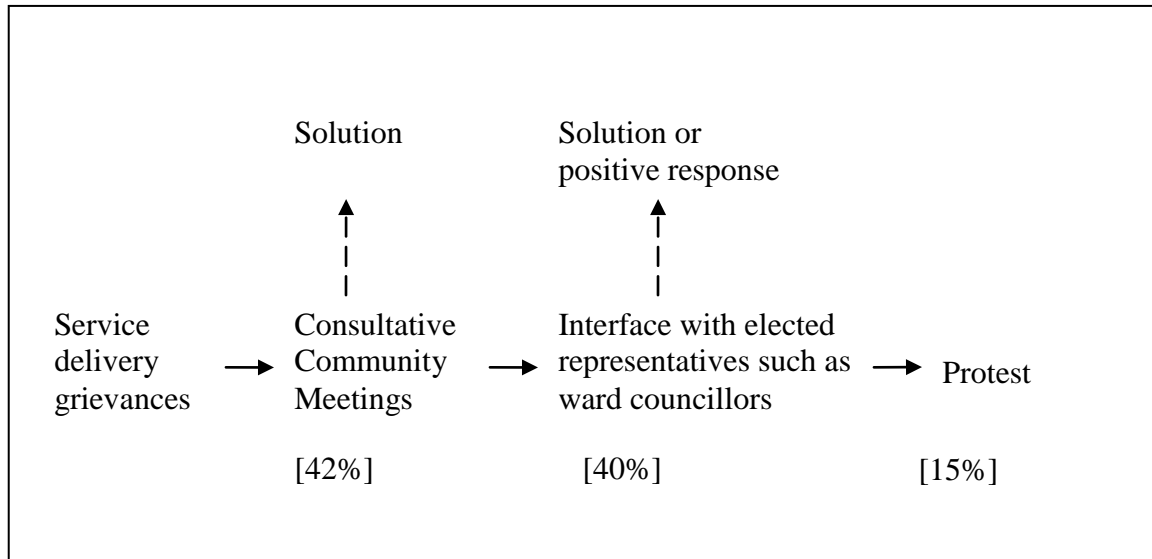 Solution
Solution or
positive response
Service
delivery
grievances
Consultative
Community
Meetings
Interface with elected
representatives such as
ward councillors
Protest
[42%]
[40%]
[15%]